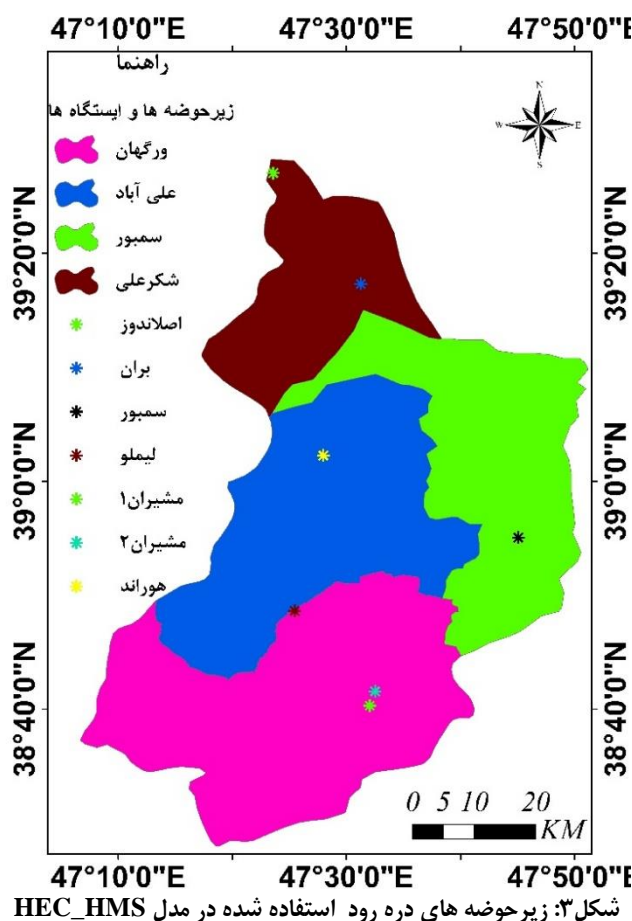 47°10'0"E 47°30'0"E 47°50'0"E
راهنما
زیرحوضه ها و ایستگاه ها
ورگهان
علی آباد
سمبور
شکرعلی
اصلاندوز
بران
سمبور
لیملو
مشیران۱
مشیران۲
هوراند
N
W E
S
39°20'0"N 39°20'0"N
39°0'0"N 39°0'0"N
38°40'0"N 38°40'0"N
0 5 10 20
KM
47°10'0"E 47°30'0"E 47°50'0"E
شکل۳: زیرحوضه های دره رود استفاده شده در مدل HEC_HMS